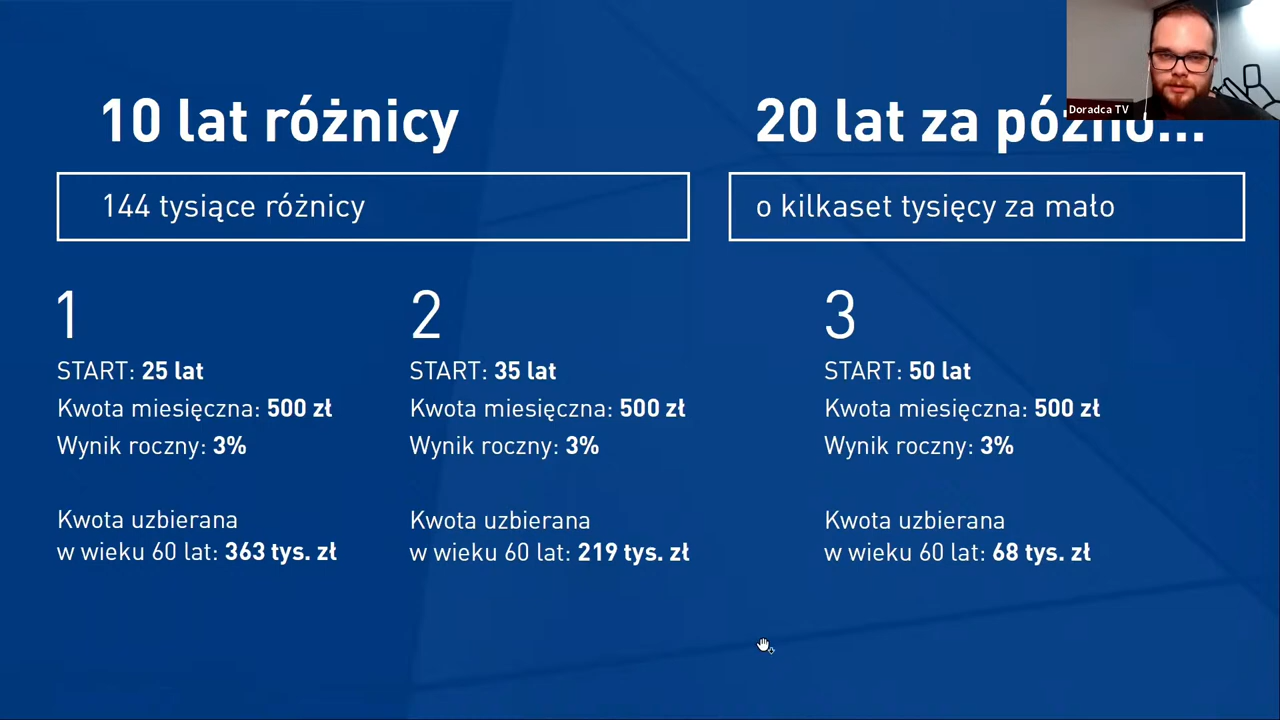 10 lat różnicy
144 tysiące różnicy
20 lat za późno...
o kilkaset tysięcy za mało
Doradca TV
1
START: 25 lat
Kwota miesięczna: 500 zł
Wynik roczny: 3%
Kwota uzbierana
w wieku 60 lat: 363 tys. zł
2
START: 35 lat
Kwota miesięczna: 500 zł
Wynik roczny: 3%
Kwota uzbierana
w wieku 60 lat: 219 tys. zł
3
START: 50 lat
Kwota miesięczna: 500 zł
Wynik roczny: 3%
Kwota uzbierana
w wieku 60 lat: 68 tys. zł